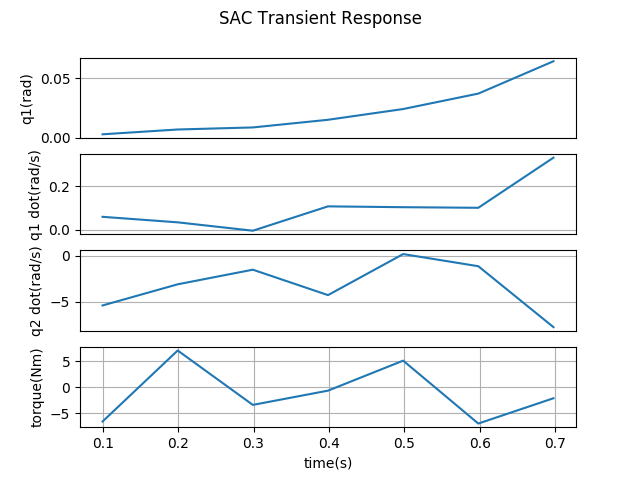 SAC Transient Response
q1(rad)
0.05
0.00
q1 dot(rad/s)
0.2
0.0
q2 dot(rad/s)
0
−5
torque(Nm)
5
0
−5
0.1 0.2 0.3 0.4 0.5 0.6 0.7
time(s)